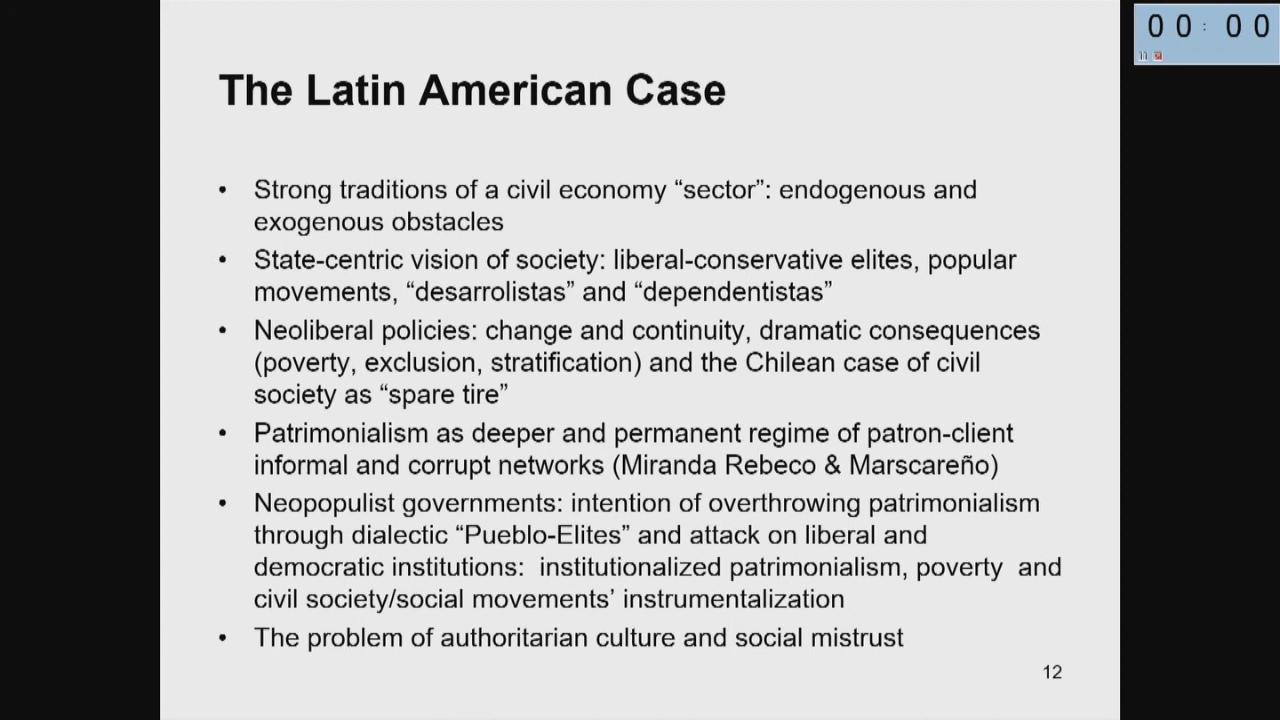 00:00
The Latin American Case
• Strong traditions of a civil economy “sector”: endogenous and
exogenous obstacles
• State-centric vision of society: liberal-conservative elites, popular
movements, “desarrolistas” and “dependentistas”
• Neoliberal policies: change and continuity, dramatic consequences
(poverty, exclusion, stratification) and the Chilean case of civil
society as “spare tire”
• Patrimonialism as deeper and permanent regime of patron-client
informal and corrupt networks (Miranda Rebeco & Marscareño)
• Neopopulist governments: intention of overthrowing patrimonialism
through dialectic “Pueblo-Elites” and attack on liberal and
democratic institutions:  institutionalized patrimonialism, poverty  and
civil society/social movements’ instrumentalization
• The problem of authoritarian culture and social mistrust
12